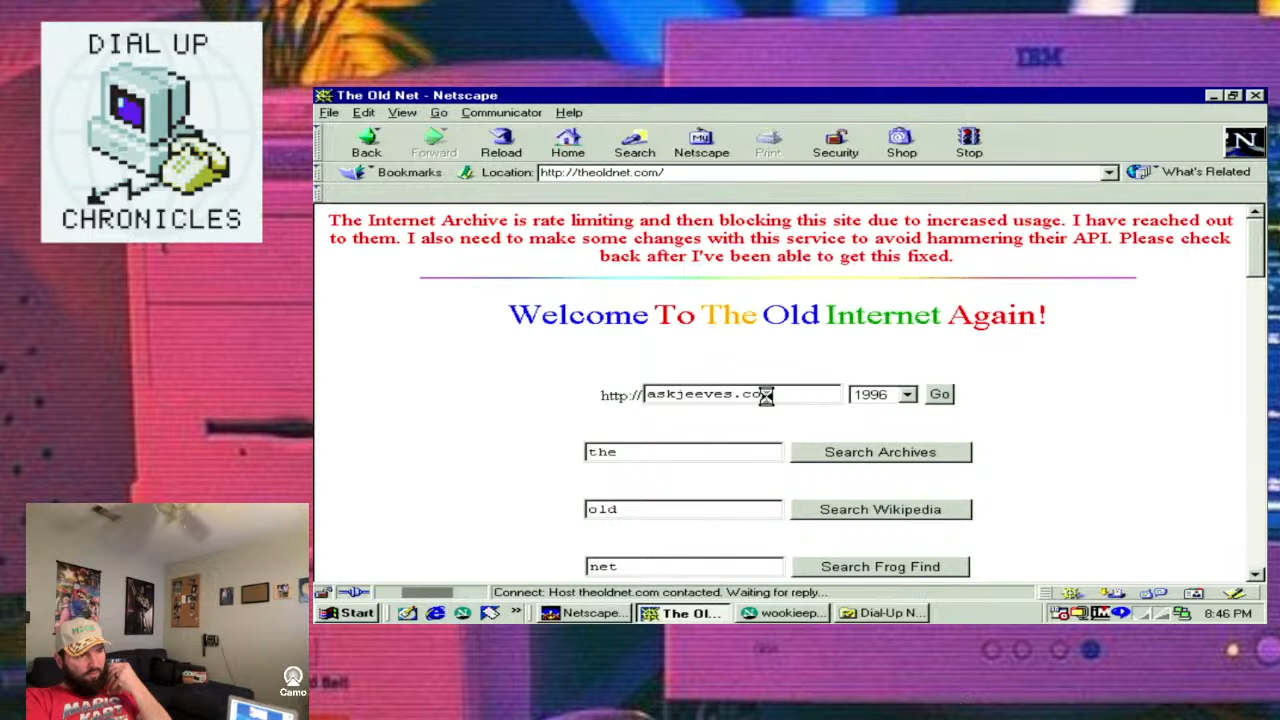 DIAL UP
CHRONICLES
IBM
The Old Net - Netscape
File Edit View Go Communicator Help
Back Forward Reload Home Search Netscape Print Security Shop Stop
My
N
Bookmarks Location: http://theoldnet.com/ What's Related
The Internet Archive is rate limiting and then blocking this site due to increased usage. I have reached out
to them. I also need to make some changes with this service to avoid hammering their API. Please check
back after I've been able to get this fixed.
Welcome To The Old Internet Again!
http:// askjeeves.co 1996 Go
the Search Archives
old Search Wikipedia
net Search Frog Find
Connect: Host theoldnet.com contacted. Waiting for reply...
Start » Netscape... The Ol... wookieep... Dial-Up N... 8:46 PM
Camo
MARIO
KART